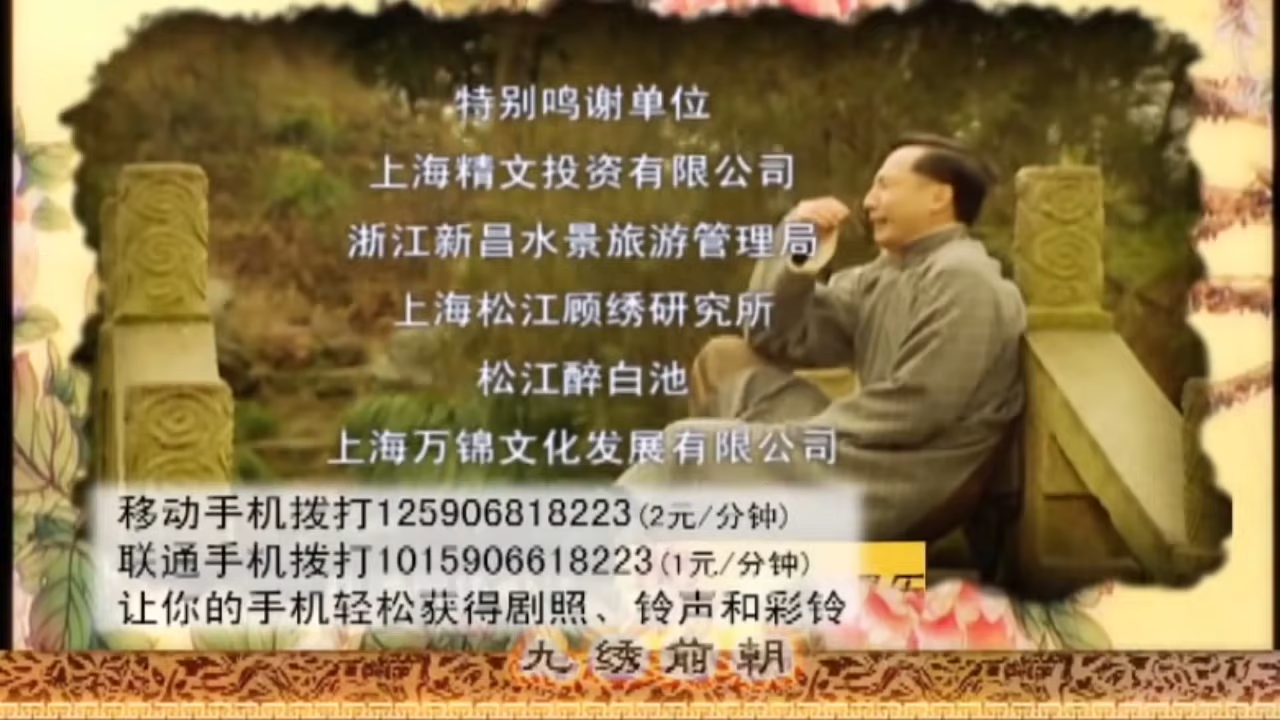 特别鸣谢单位
上海精文投资有限公司
浙江新昌水景旅游管理局
上海松江顾绣研究所
松江醉白池
上海万锦文化发展有限公司
移动手机拨打125906818223(2元/分钟)
联通手机拨打1015906618223(1元/分钟)
让你的手机轻松获得剧照、铃声和彩铃
九绣前朝